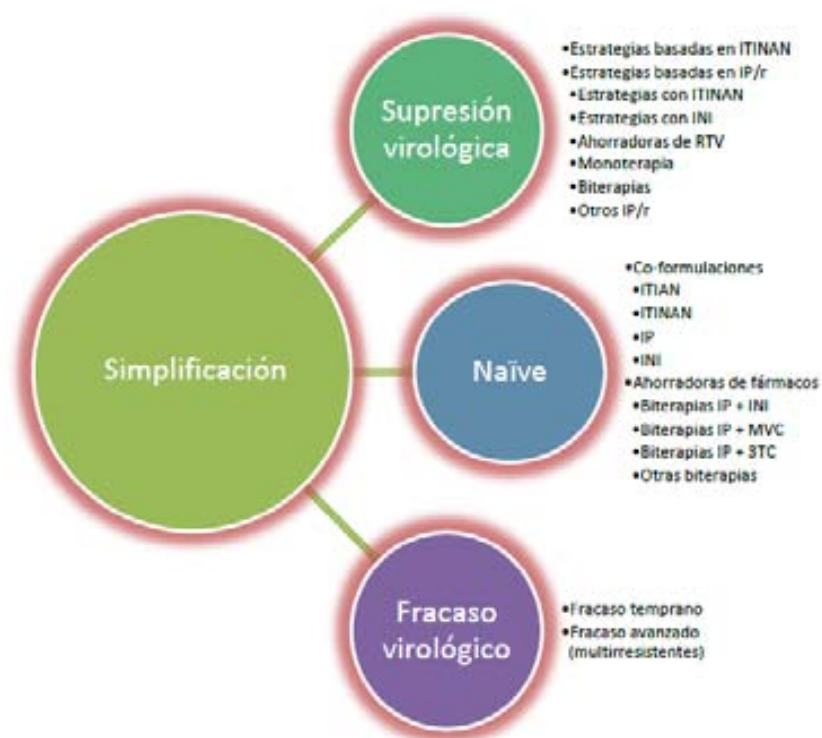 Simplificación
Supresión
virológica
•Estrategias basadas en ITINAN
•Estrategias basadas en IP/r
•Estrategias con ITINAN
•Estrategias con INI
•Ahorradoras de RTV
•Monoterapia
•Biterapias
•Otros IP/r
Naïve
•Co-formulaciones
•ITIAN
•ITINAN
•IP
•INI
•Ahorradoras de fármacos
•Biterapias IP + INI
•Biterapias IP + MVC
•Biterapias IP + 3TC
•Otras biterapias
Fracaso
virológico
•Fracaso temprano
•Fracaso avanzado
(multirresistentes)